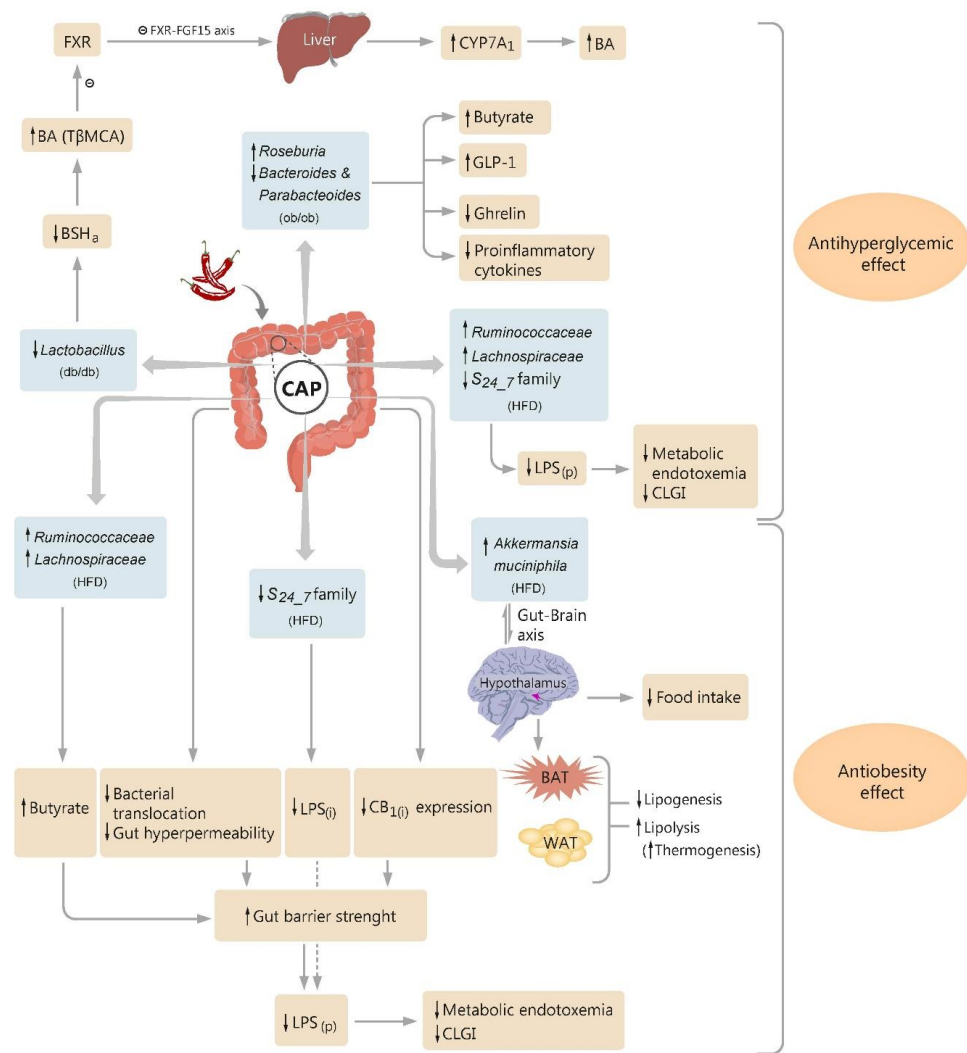 FXR
⊖ FXR-FGF15 axis
Liver
↑CYP7A1
↑BA
⊖
↑BA (TβMCA)
↓BSHa
↓Lactobacillus
(db/db)
↑Roseburia
↓Bacteroides &
Parabacteoides
(ob/ob)
↑Butyrate
↑GLP-1
↓Ghrelin
↓Proinflammatory
cytokines
Antihyperglycemic
effect
CAP
↑Ruminococcaceae
↑Lachnospiraceae
↓S24_7 family
(HFD)
↓LPS(p)
↓Metabolic
endotoxemia
↓CLGI
↑Ruminococcaceae
↑Lachnospiraceae
(HFD)
↓S24_7 family
(HFD)
↑Akkermansia
muciniphila
(HFD)
Gut-Brain
axis
Hypothalamus
↓Food intake
BAT
WAT
↓Lipogenesis
↑Lipolysis
(↑Thermogenesis)
Antiobesity
effect
↑Butyrate
↓Bacterial
translocation
↓Gut hyperpermeability
↓LPS(i)
↓CB1(i) expression
↑Gut barrier strenght
↓LPS (p)
↓Metabolic endotoxemia
↓CLGI